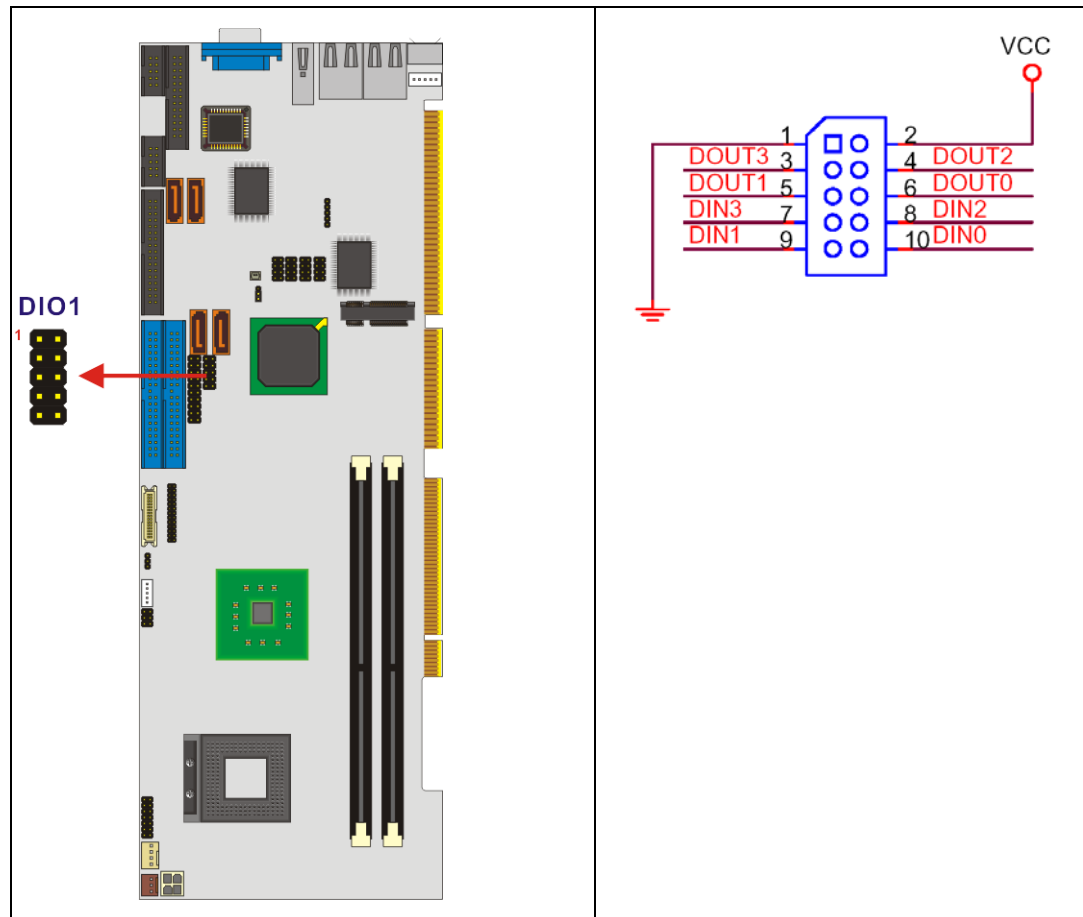 DIO1
1
VCC
1 2
DOUT3 3 4 DOUT2
DOUT1 5 6 DOUT0
DIN3 7 8 DIN2
DIN1 9 10 DIN0